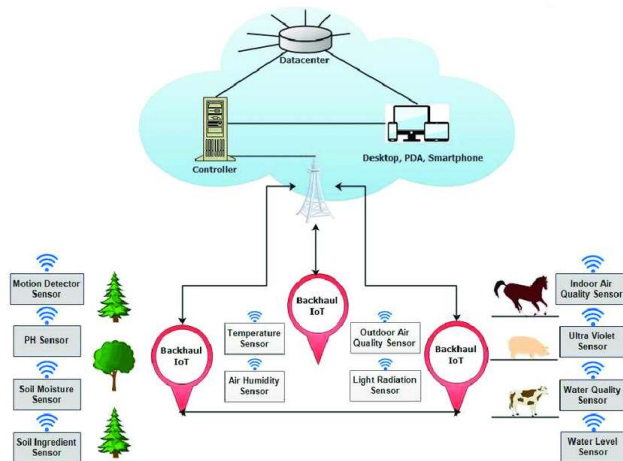 Datacenter
Controller
Desktop, PDA, Smartphone
Motion Detector
Sensor
PH Sensor
Soil Moisture
Sensor
Soil Ingredient
Sensor
Backhaul
IoT
Temperature
Sensor
Air Humidity
Sensor
Backhaul
IoT
Outdoor Air
Quality Sensor
Light Radiation
Sensor
Backhaul
IoT
Indoor Air
Quality Sensor
Ultra Violet
Sensor
Water Quality
Sensor
Water Level
Sensor